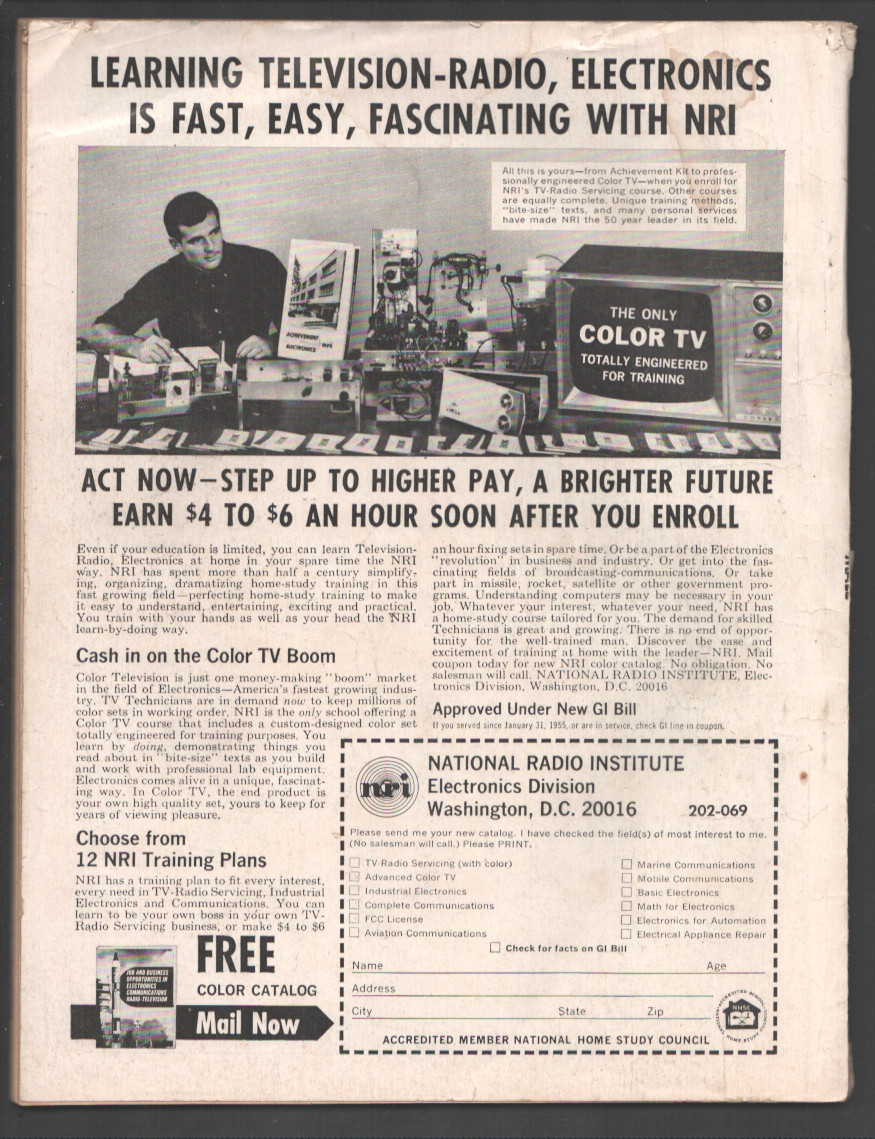 LEARNING TELEVISION-RADIO, ELECTRONICS
IS FAST, EASY, FASCINATING WITH NRI
All this is yours—from Achievement Kit to profes-
sionally engineered Color TV—when you enroll for
NRI's TV-Radio Servicing course. Other courses
are equally complete. Unique training methods,
"bite-size" texts, and many personal services
have made NRI the 50 year leader in its field.
ACHIEVEMENT
ELECTRONICS
THE ONLY
COLOR TV
TOTALLY ENGINEERED
FOR TRAINING
ACT NOW—STEP UP TO HIGHER PAY, A BRIGHTER FUTURE
EARN $4 TO $6 AN HOUR SOON AFTER YOU ENROLL
Even if your education is limited, you can learn Television-
Radio, Electronics at home in your spare time the NRI
way. NRI has spent more than half a century simplify-
ing, organizing, dramatizing home-study training in this
fast growing field—perfecting home-study training to make
it easy to understand, entertaining, exciting and practical.
You train with your hands as well as your head the NRI
learn-by-doing way.
Cash in on the Color TV Boom
Color Television is just one money-making "boom" market
in the field of Electronics—America's fastest growing indus-
try. TV Technicians are in demand now to keep millions of
color sets in working order. NRI is the only school offering a
Color TV course that includes a custom-designed color set
totally engineered for training purposes. You
learn by doing, demonstrating things you
read about in "bite-size" texts as you build
and work with professional lab equipment.
Electronics comes alive in a unique, fascinat-
ing way. In Color TV, the end product is
your own high quality set, yours to keep for
years of viewing pleasure.
Choose from
12 NRI Training Plans
NRI has a training plan to fit every interest,
every need in TV-Radio Servicing, Industrial
Electronics and Communications. You can
learn to be your own boss in your own TV-
Radio Servicing business, or make $4 to $6
an hour fixing sets in spare time. Or be a part of the Electronics
"revolution" in business and industry. Or get into the fas-
cinating fields of broadcasting-communications. Or take
part in missile, rocket, satellite or other government pro-
grams. Understanding computers may be necessary in your
job. Whatever your interest, whatever your need, NRI has
a home-study course tailored for you. The demand for skilled
Technicians is great and growing. There is no end of oppor-
tunity for the well-trained man. Discover the ease and
excitement of training at home with the leader—NRI. Mail
coupon today for new NRI color catalog. No obligation. No
salesman will call. NATIONAL RADIO INSTITUTE, Elec-
tronics Division, Washington, D.C. 20016
Approved Under New GI Bill
If you served since January 31, 1955, or are in service, check GI line in coupon.
JOB AND BUSINESS
OPPORTUNITIES IN
ELECTRONICS
COMMUNICATIONS
RADIO-TELEVISION
FREE
COLOR CATALOG
Mail Now
nri
NATIONAL RADIO INSTITUTE
Electronics Division
Washington, D.C. 20016 202-069
Please send me your new catalog. I have checked the field(s) of most interest to me.
(No salesman will call.) Please PRINT.
TV-Radio Servicing (with color)
Advanced Color TV
Industrial Electronics
Complete Communications
FCC License
Aviation Communications
Marine Communications
Mobile Communications
Basic Electronics
Math for Electronics
Electronics for Automation
Electrical Appliance Repair
Check for facts on GI Bill
Name Age
Address
City State Zip
NHSC
ACCREDITED MEMBER NATIONAL HOME STUDY COUNCIL